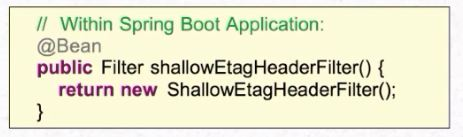 // Within Spring Boot Application:
@Bean
public Filter shallowEtagHeaderFilter() {
return new ShallowEtagHeaderFilter();
}